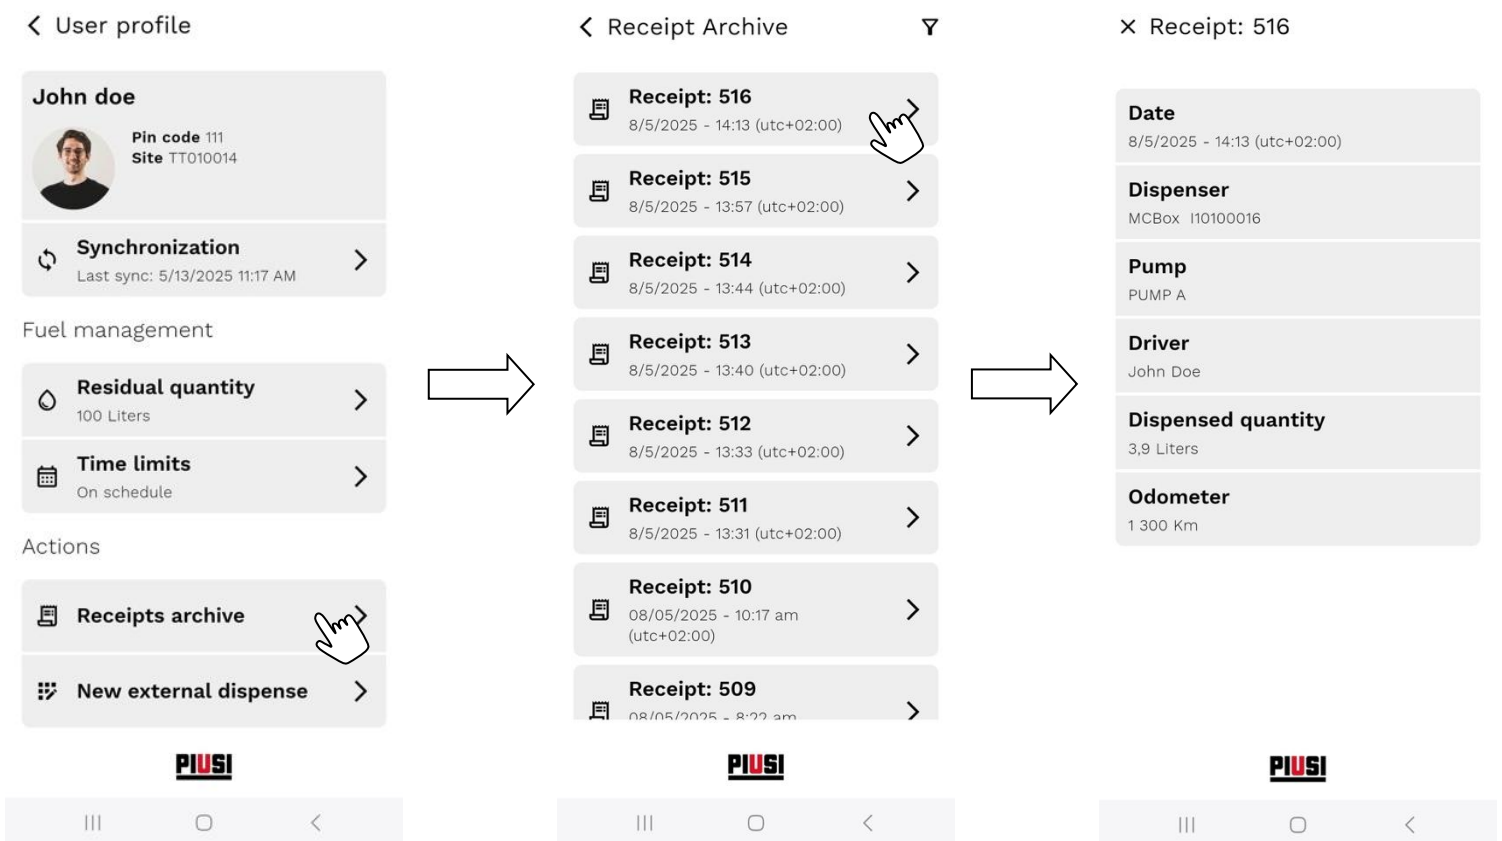 User profile
John doe
Pin code 111
Site TT010014
Synchronization
Last sync: 5/13/2025 11:17 AM
Fuel management
Residual quantity
100 Liters
Time limits
On schedule
Actions
Receipts archive
New external dispense
PIUSI
Receipt Archive
Receipt: 516
8/5/2025 - 14:13 (utc+02:00)
Receipt: 515
8/5/2025 - 13:57 (utc+02:00)
Receipt: 514
8/5/2025 - 13:44 (utc+02:00)
Receipt: 513
8/5/2025 - 13:40 (utc+02:00)
Receipt: 512
8/5/2025 - 13:33 (utc+02:00)
Receipt: 511
8/5/2025 - 13:31 (utc+02:00)
Receipt: 510
08/05/2025 - 10:17 am
(utc+02:00)
Receipt: 509
08/05/2025 - 8:22 am
PIUSI
Receipt: 516
Date
8/5/2025 - 14:13 (utc+02:00)
Dispenser
MCBox I10100016
Pump
PUMP A
Driver
John Doe
Dispensed quantity
3,9 Liters
Odometer
1 300 Km
PIUSI